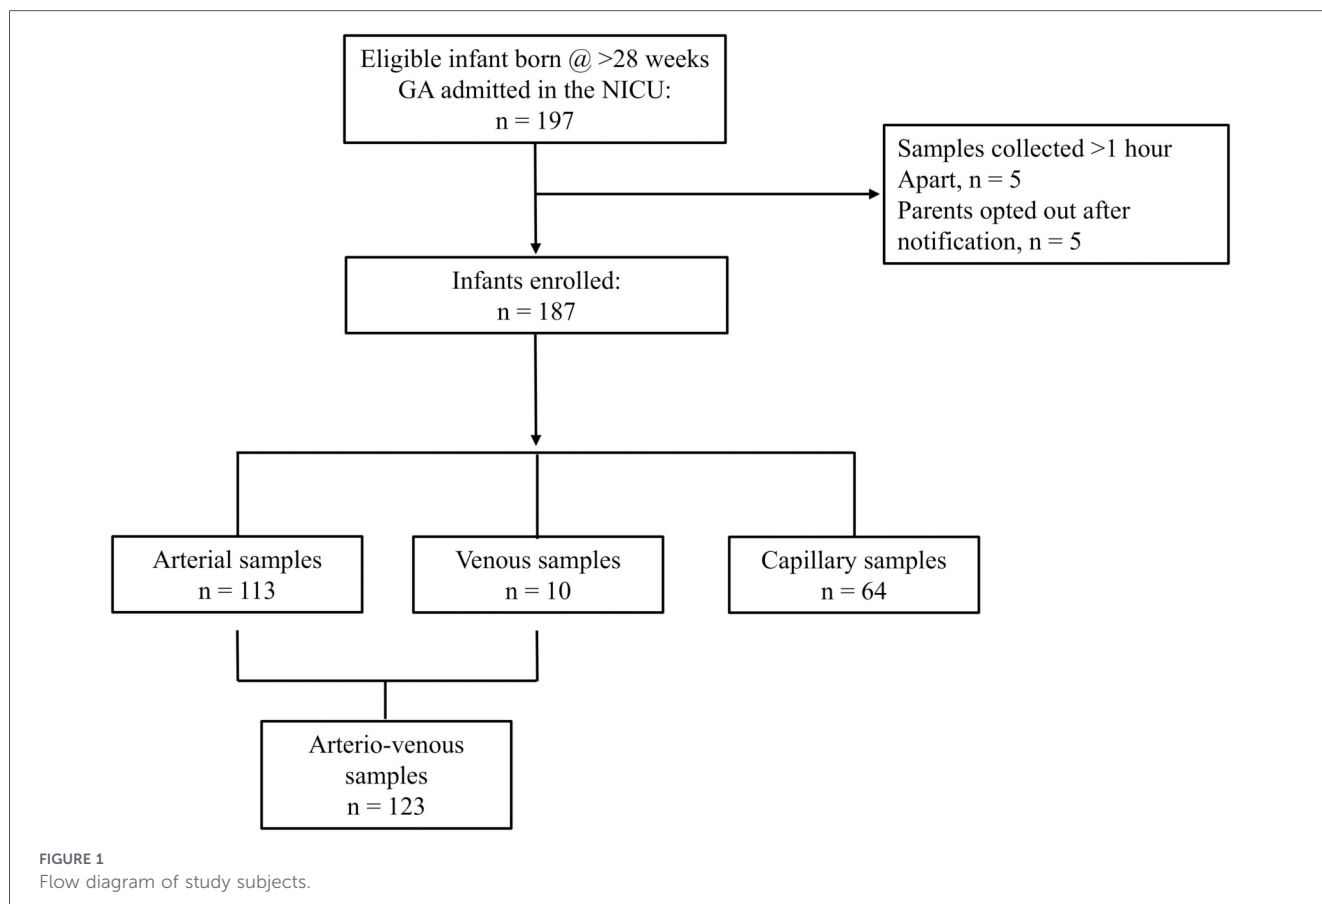 Eligible infant born @ >28 weeks
GA admitted in the NICU:
n = 197
Samples collected >1 hour
Apart, n = 5
Parents opted out after
notification, n = 5
Infants enrolled:
n = 187
Arterial samples
n = 113
Venous samples
n = 10
Capillary samples
n = 64
Arterio-venous
samples
n = 123
FIGURE 1
Flow diagram of study subjects.